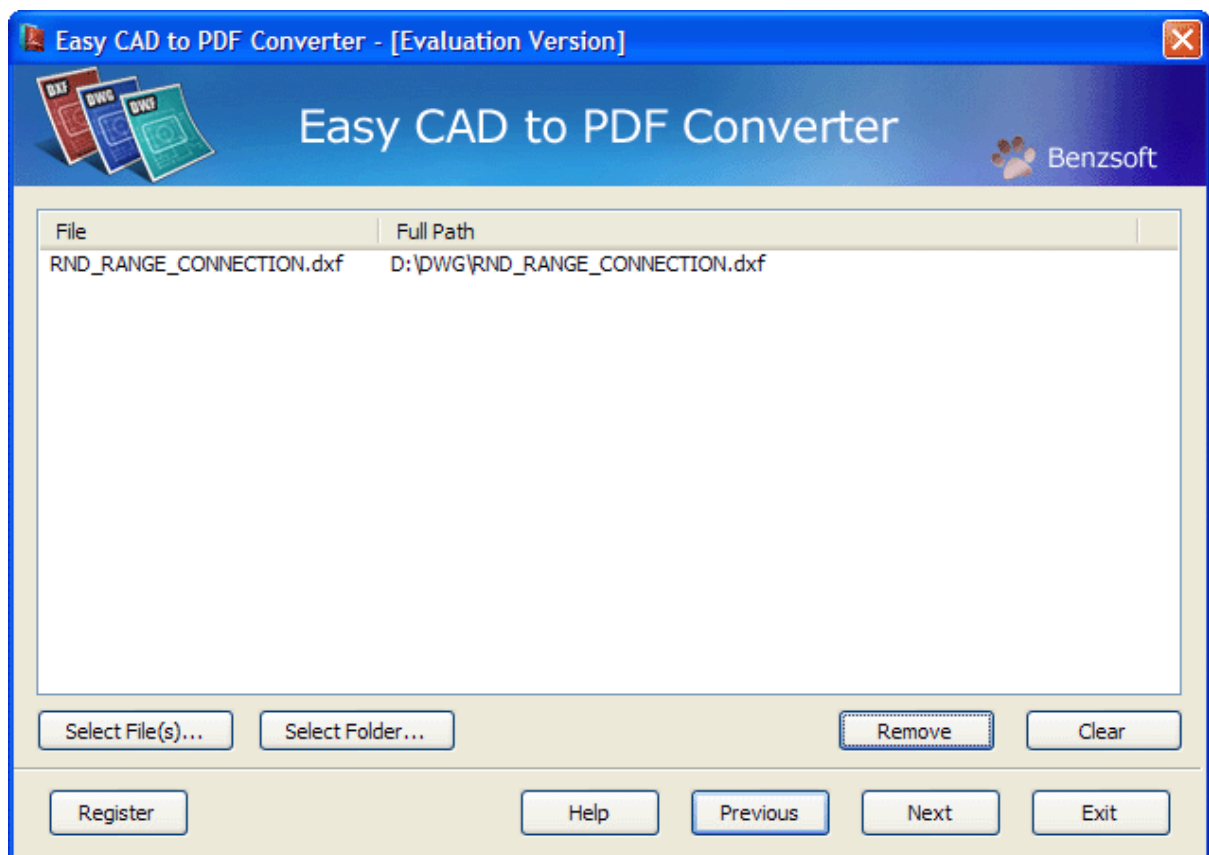 Easy CAD to PDF Converter - [Evaluation Version]
DXF
DWG
DWF
Easy CAD to PDF Converter
Benzsoft
File Full Path
RND_RANGE_CONNECTION.dxf D:\DWG\RND_RANGE_CONNECTION.dxf
Select File(s)... Select Folder... Remove Clear
Register Help Previous Next Exit